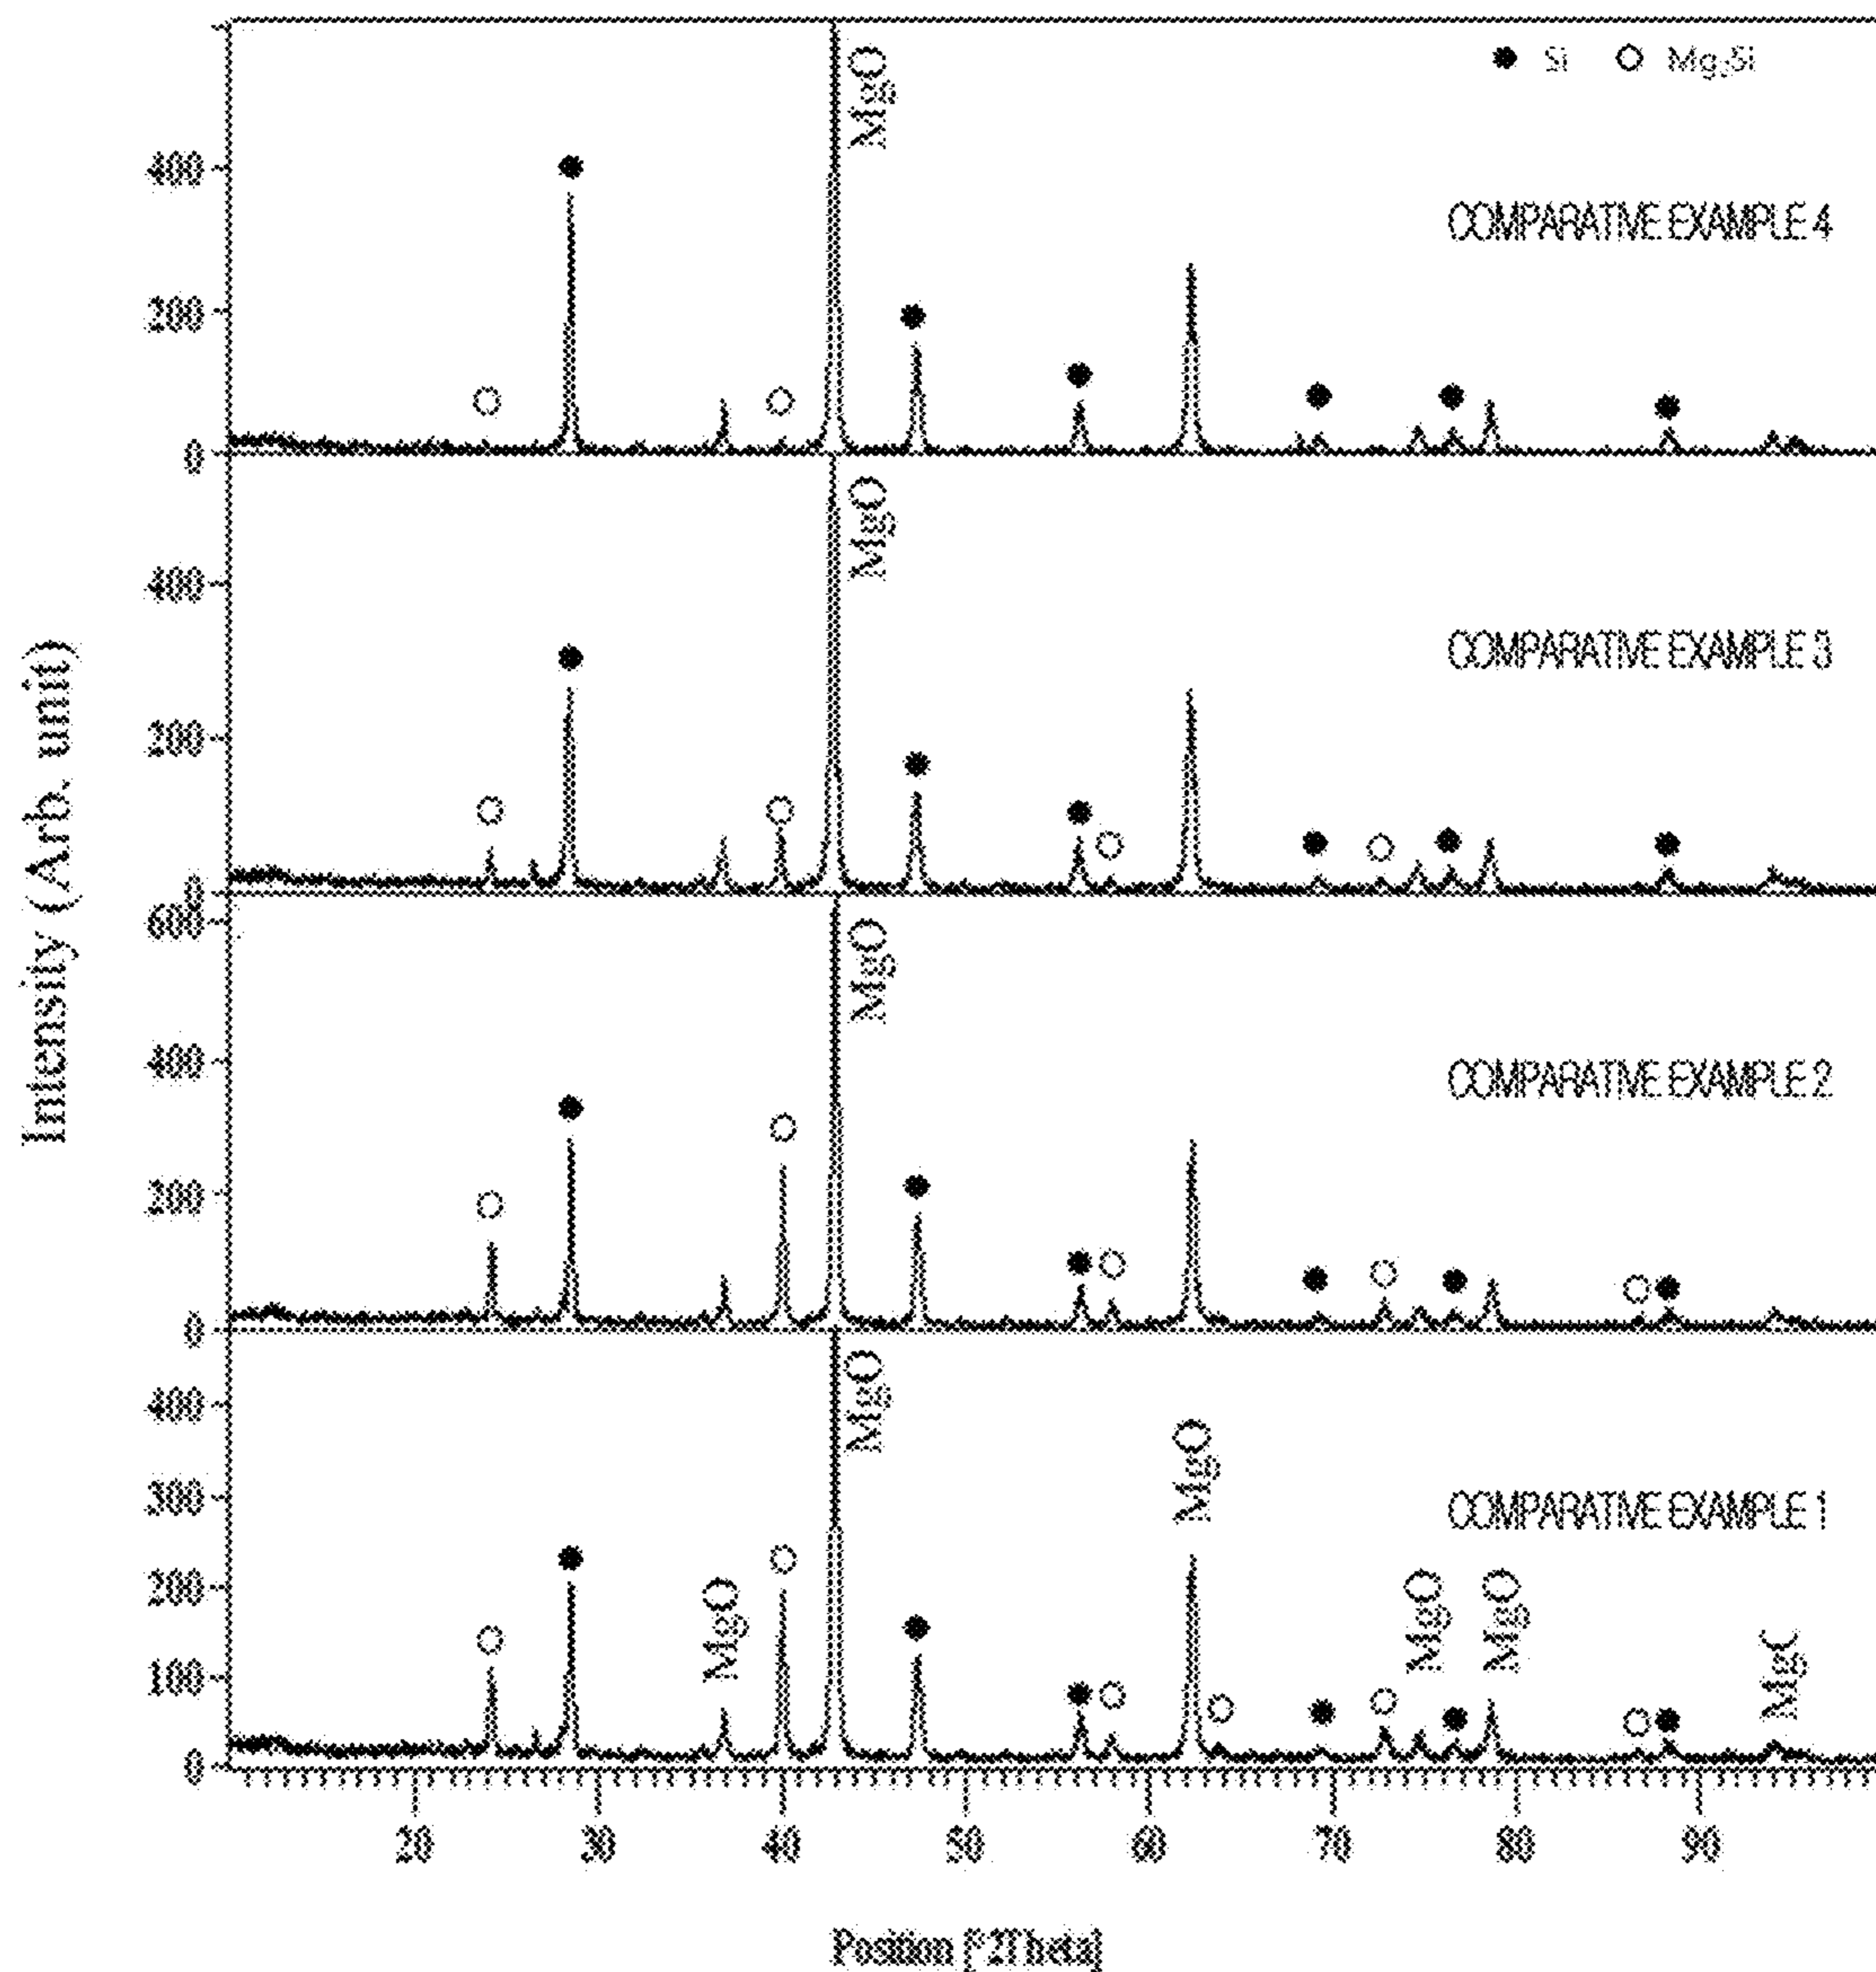 Si Mg₂Si
MgO
400
COMPARATIVE EXAMPLE 4
200
0
MgO
400
COMPARATIVE EXAMPLE 3
200
0
600
MgO
400
COMPARATIVE EXAMPLE 2
200
0
MgO
400
MgO
300
COMPARATIVE EXAMPLE 1
200
MgO
MgO
MgO
MgC
100
0
20 30 40 50 60 70 80 90
Intensity (Arb. unit)
Position [°2Theta]